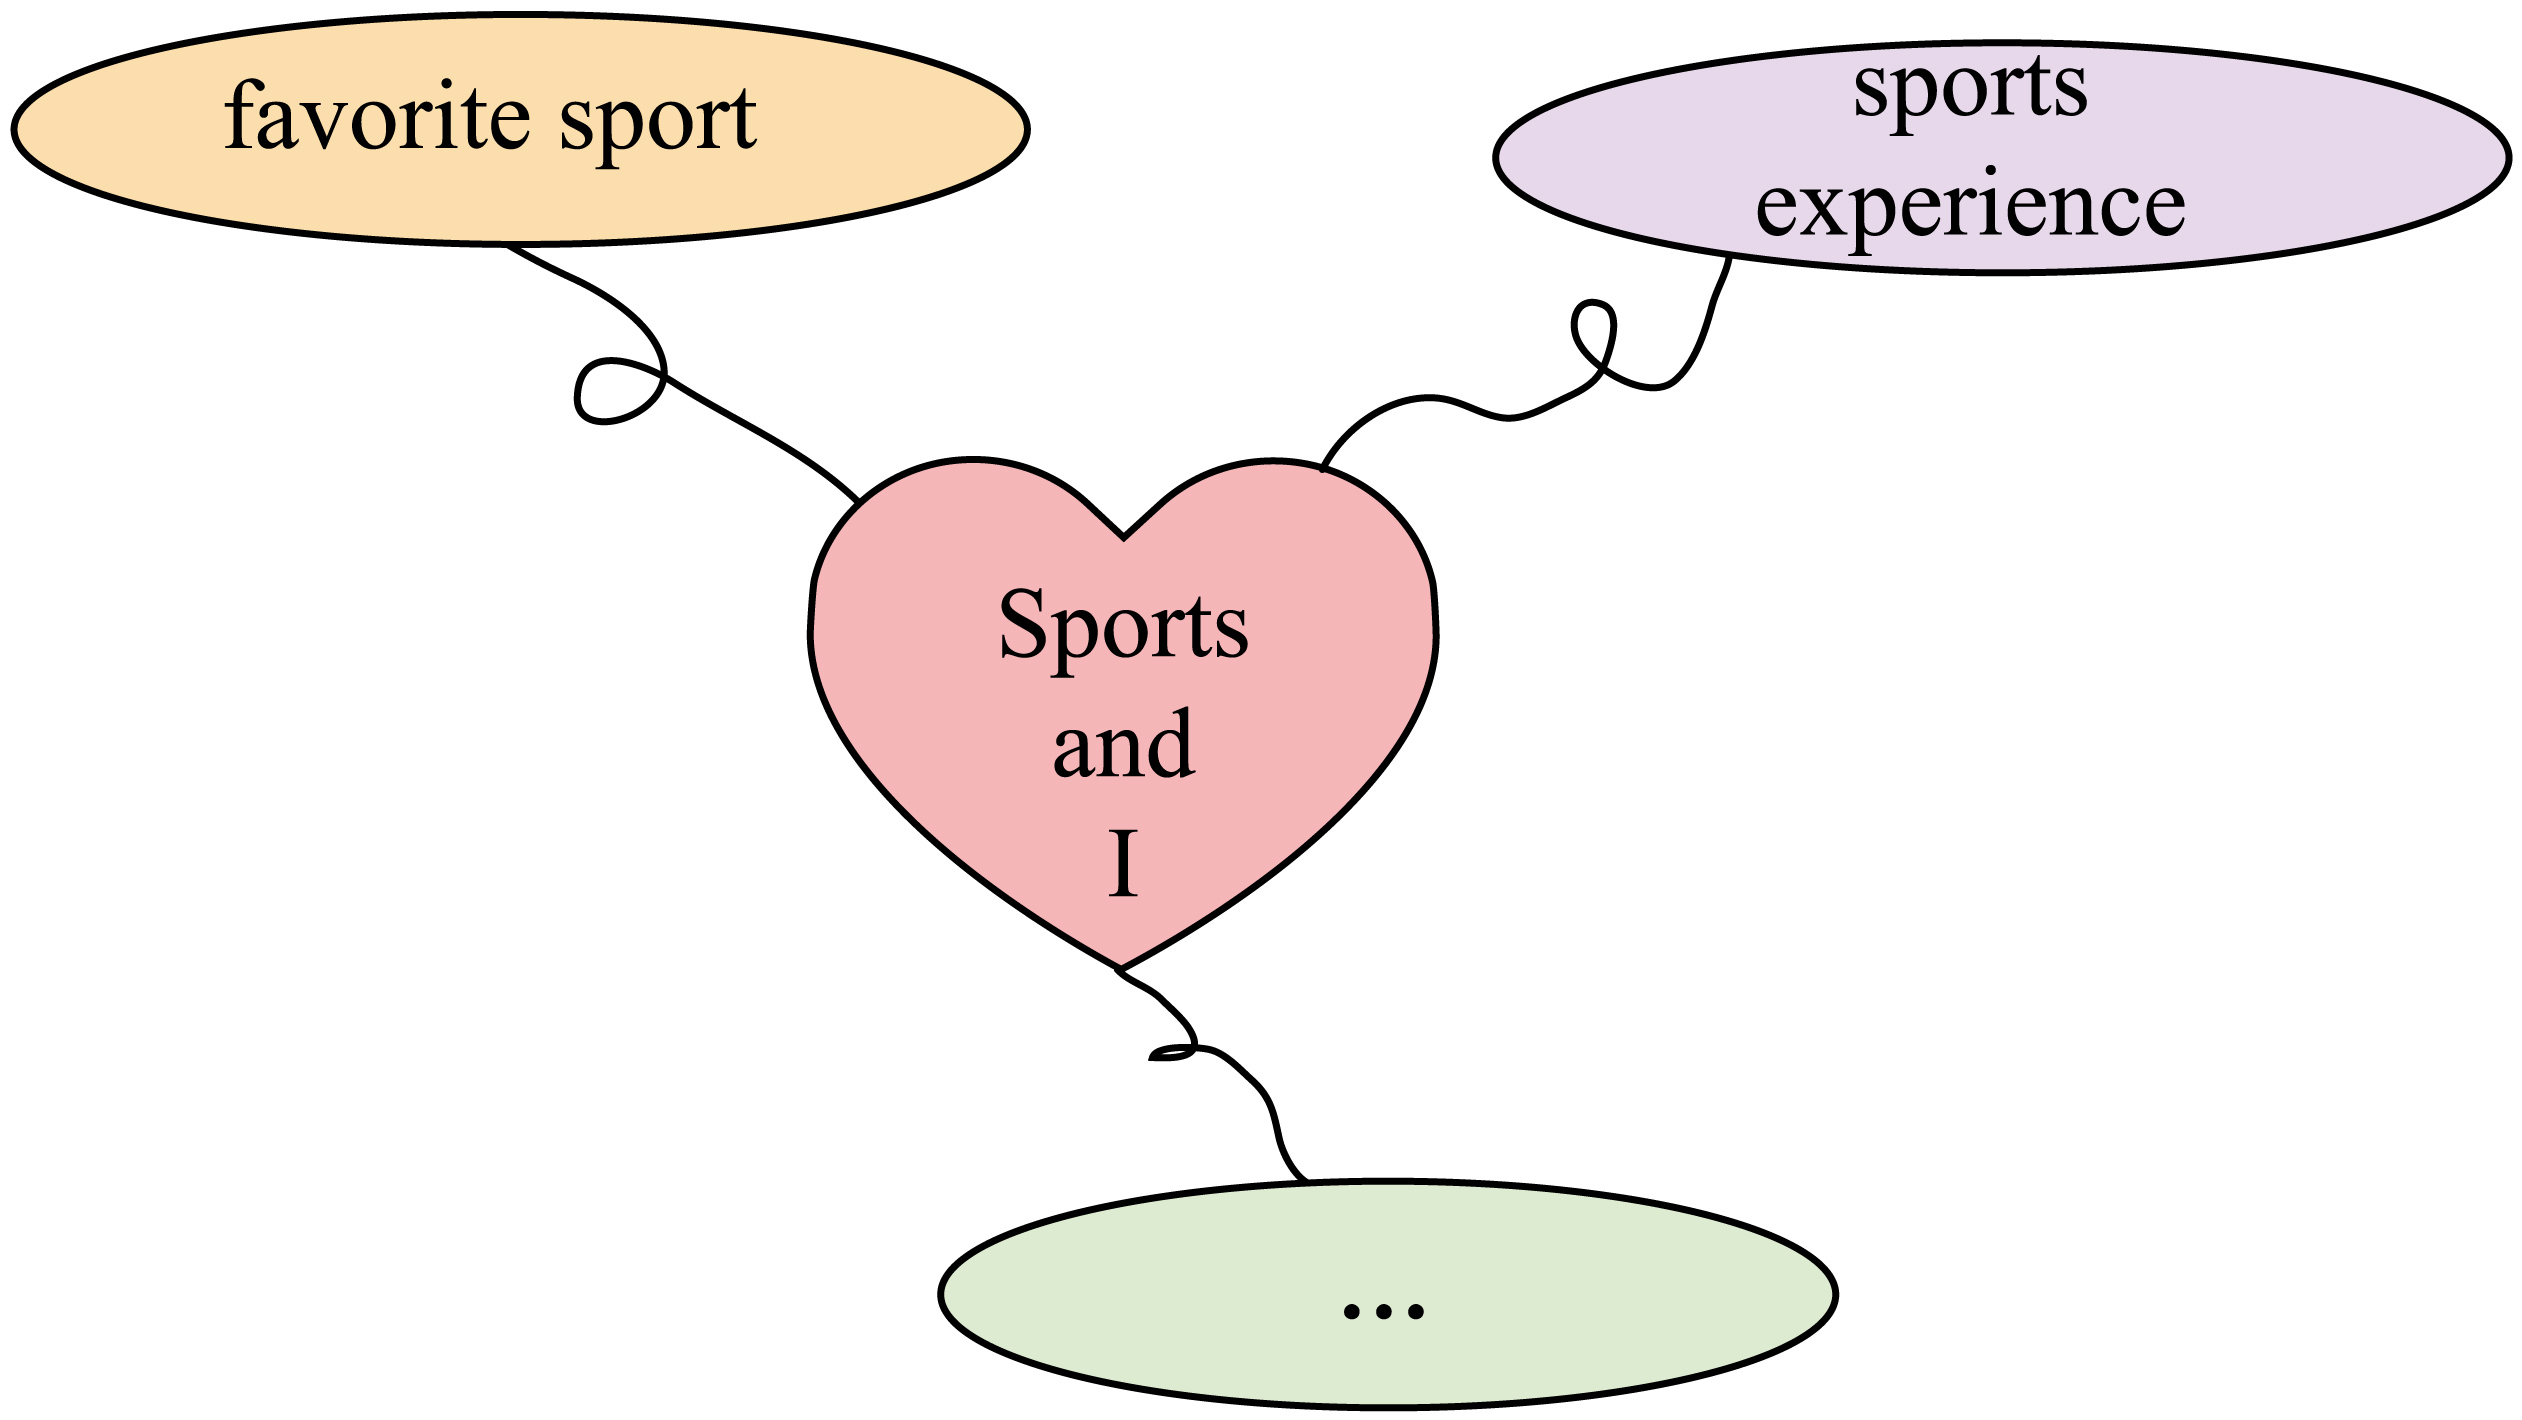 favorite sport
sports
experience
Sports
and
I
...